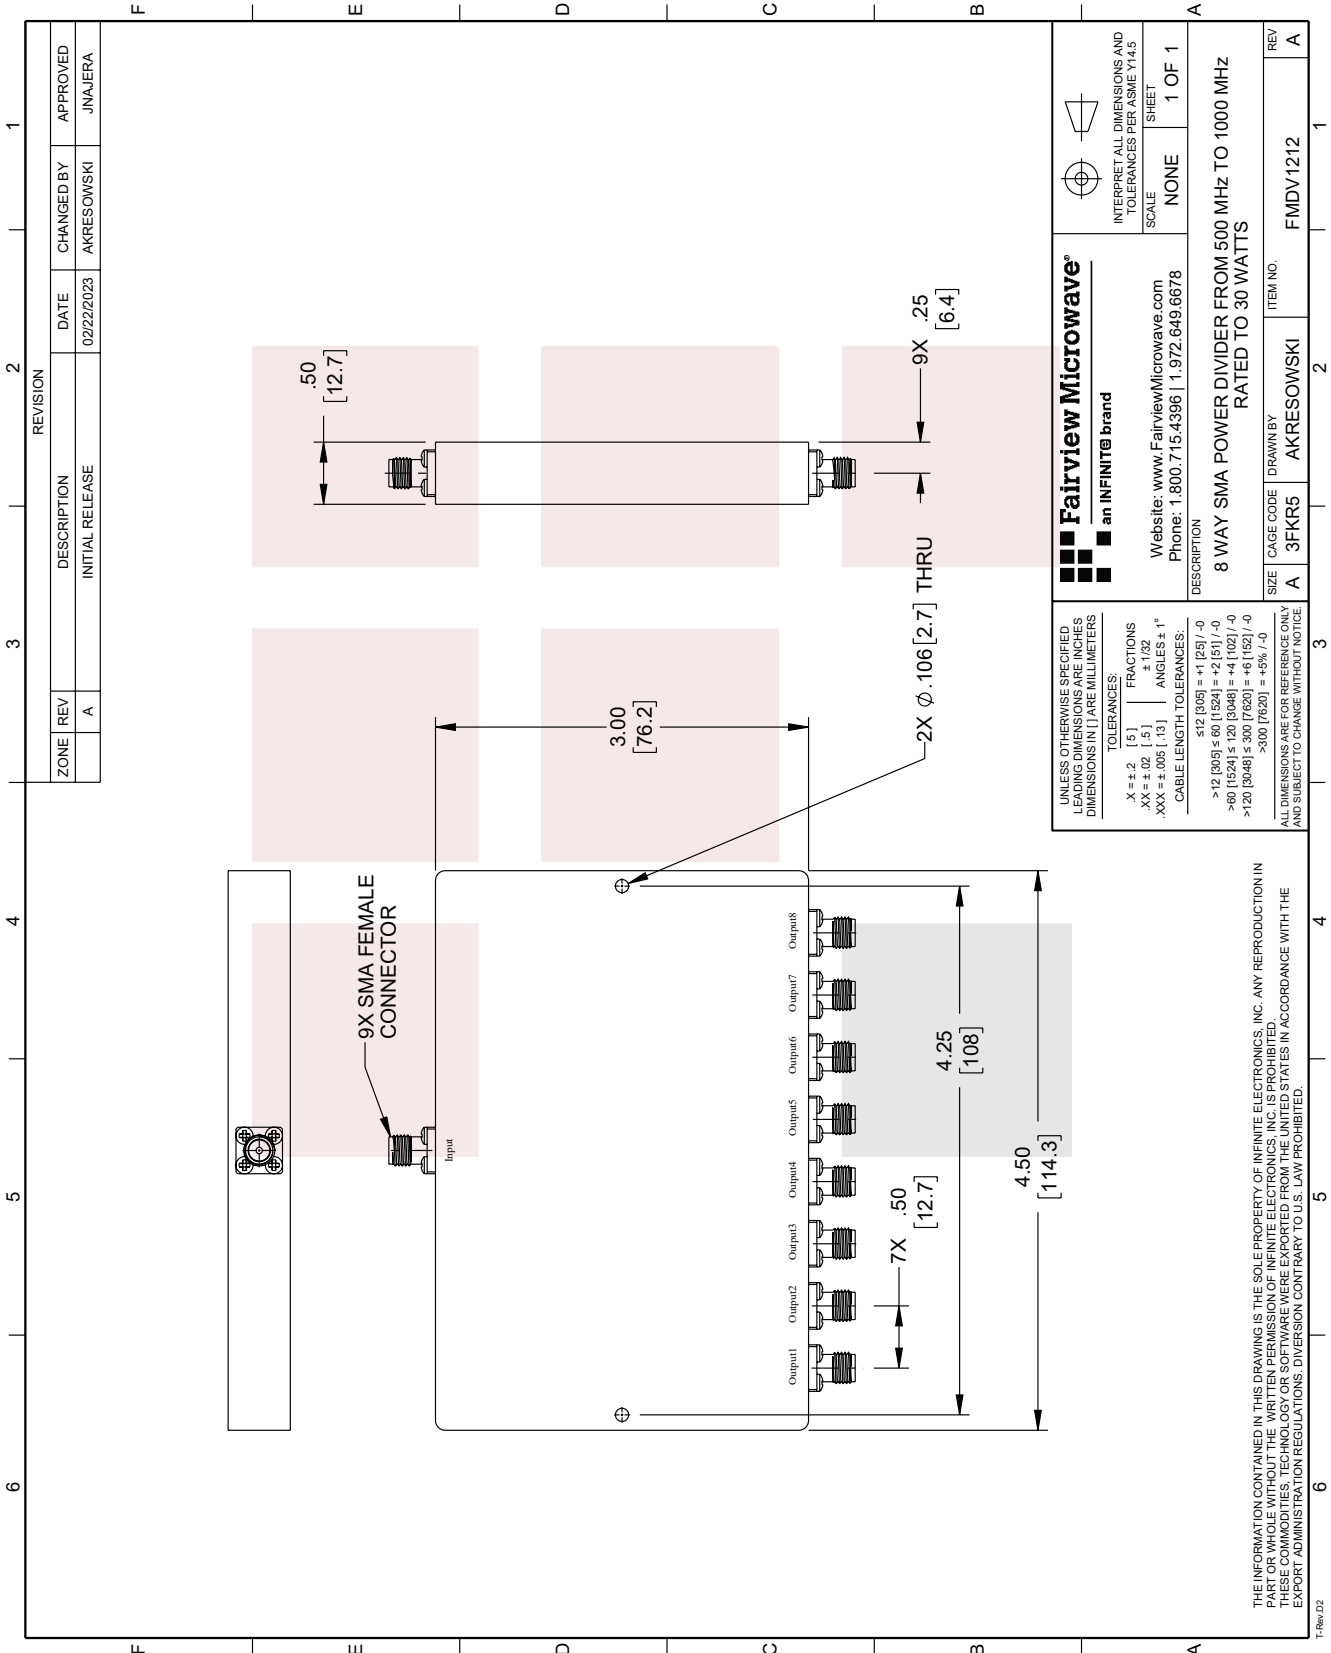 6
5
4
3
2
1
F
E
D
C
B
A
REVISION
ZONE REV DESCRIPTION DATE CHANGED BY APPROVED
A INITIAL RELEASE 02/22/2023 AKRESOWSKI JNAJERA
9X SMA FEMALE
CONNECTOR
Input
.50
[12.7]
3.00
[76.2]
2X Ø .106 [2.7] THRU
9X .25
[6.4]
Output1
Output2
Output3
Output4
Output5
Output6
Output7
Output8
7X .50
[12.7]
4.25
[108]
4.50
[114.3]
UNLESS OTHERWISE SPECIFIED
LEADING DIMENSIONS ARE INCHES
DIMENSIONS IN [ ] ARE MILLIMETERS
TOLERANCES:
.X = ± .2 [ 5 ] FRACTIONS
.XX = ± .02 [ .5 ] ± 1/32
.XXX = ± .005 [ .13 ] ANGLES ± 1°
CABLE LENGTH TOLERANCES:
≤12 [305] = +1 [25] / -0
>12 [305] ≤ 60 [1524] = +2 [51] / -0
>60 [1524] ≤ 120 [3048] = +4 [102] / -0
>120 [3048] ≤ 300 [7620] = +6 [152] / -0
>300 [7620] = +5% / -0
ALL DIMENSIONS ARE FOR REFERENCE ONLY
AND SUBJECT TO CHANGE WITHOUT NOTICE.
Fairview Microwave®
an INFINITE brand
Website: www.FairviewMicrowave.com
Phone: 1.800.715.4396 | 1.972.649.6678
INTERPRET ALL DIMENSIONS AND
TOLERANCES PER ASME Y14.5
SCALE
NONE
SHEET
1 OF 1
DESCRIPTION
8 WAY SMA POWER DIVIDER FROM 500 MHz TO 1000 MHz
RATED TO 30 WATTS
SIZE
A
CAGE CODE
3FKR5
DRAWN BY
AKRESOWSKI
ITEM NO.
FMDV1212
REV
A
THE INFORMATION CONTAINED IN THIS DRAWING IS THE SOLE PROPERTY OF INFINITE ELECTRONICS, INC. ANY REPRODUCTION IN
PART OR WHOLE WITHOUT THE WRITTEN PERMISSION OF INFINITE ELECTRONICS, INC. IS PROHIBITED.
THESE COMMODITIES, TECHNOLOGY OR SOFTWARE WERE EXPORTED FROM THE UNITED STATES IN ACCORDANCE WITH THE
EXPORT ADMINISTRATION REGULATIONS. DIVERSION CONTRARY TO U.S. LAW PROHIBITED.
F
E
D
C
B
A
6
5
4
3
2
1
T-Rev.D2